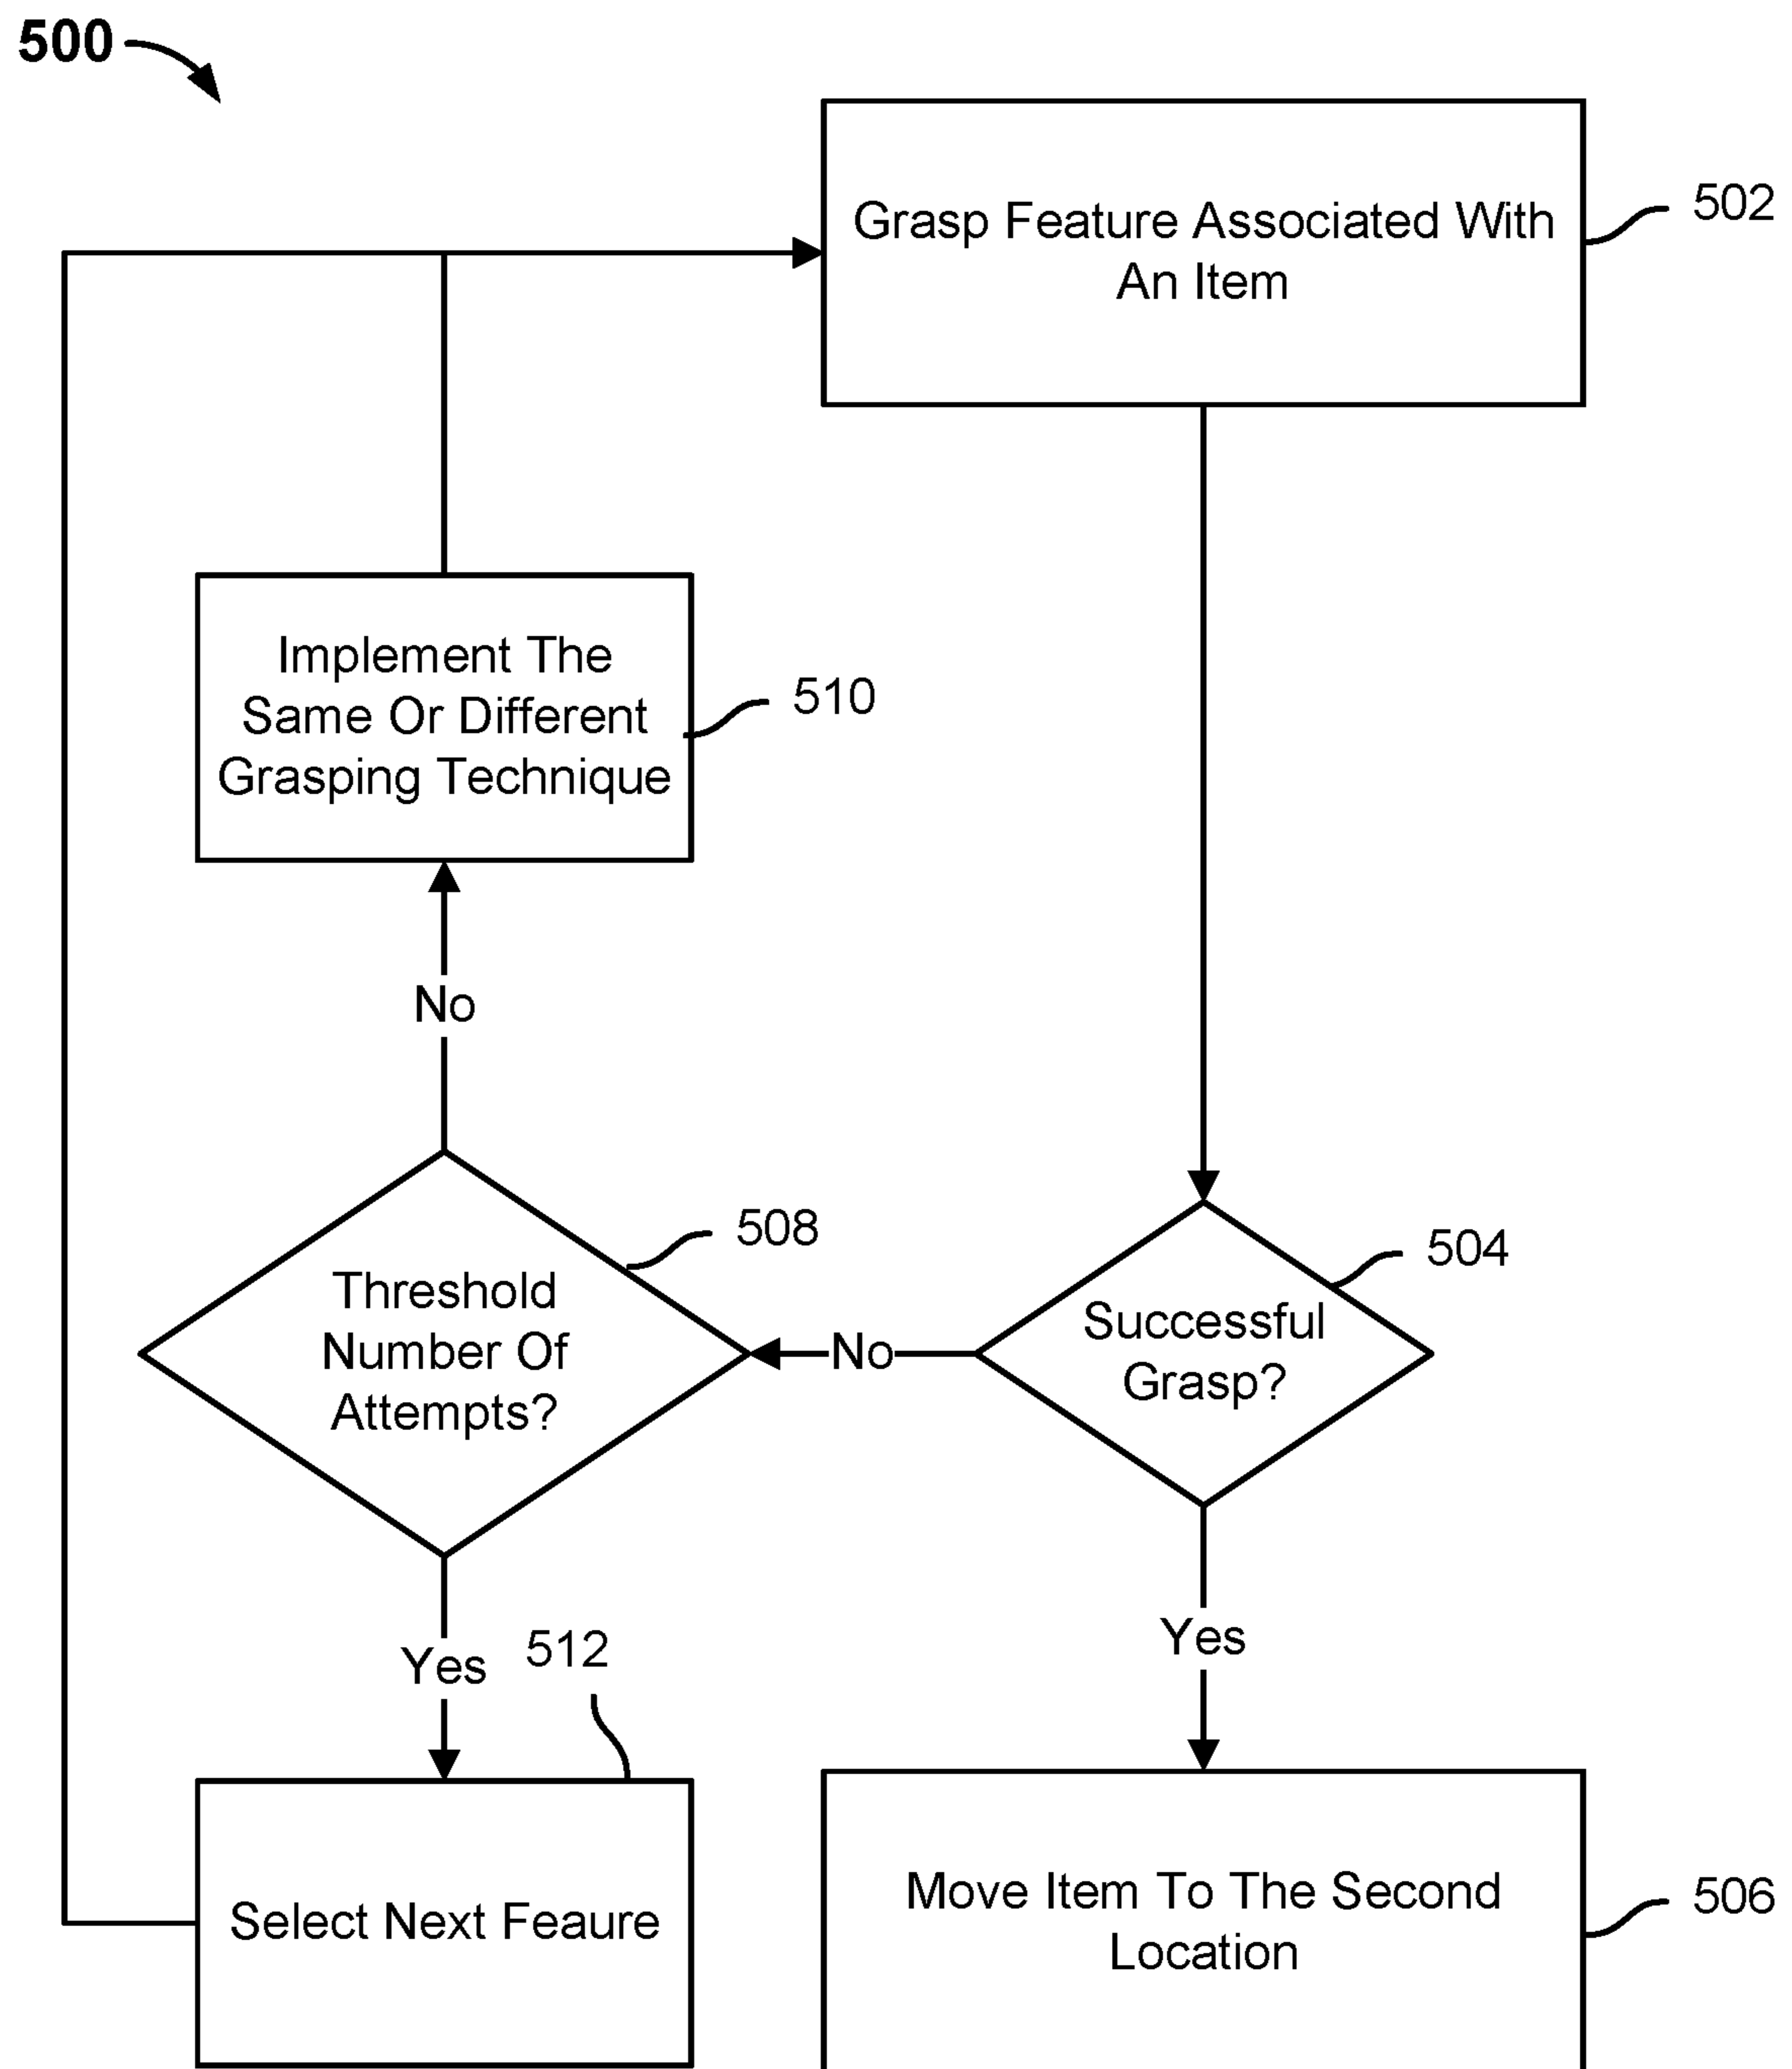 500
Grasp Feature Associated With
An Item
502
Implement The
Same Or Different
Grasping Technique
510
No
Threshold
Number Of
Attempts?
508
No
Successful
Grasp?
504
Yes
512
Yes
Select Next Feaure
Move Item To The Second
Location
506